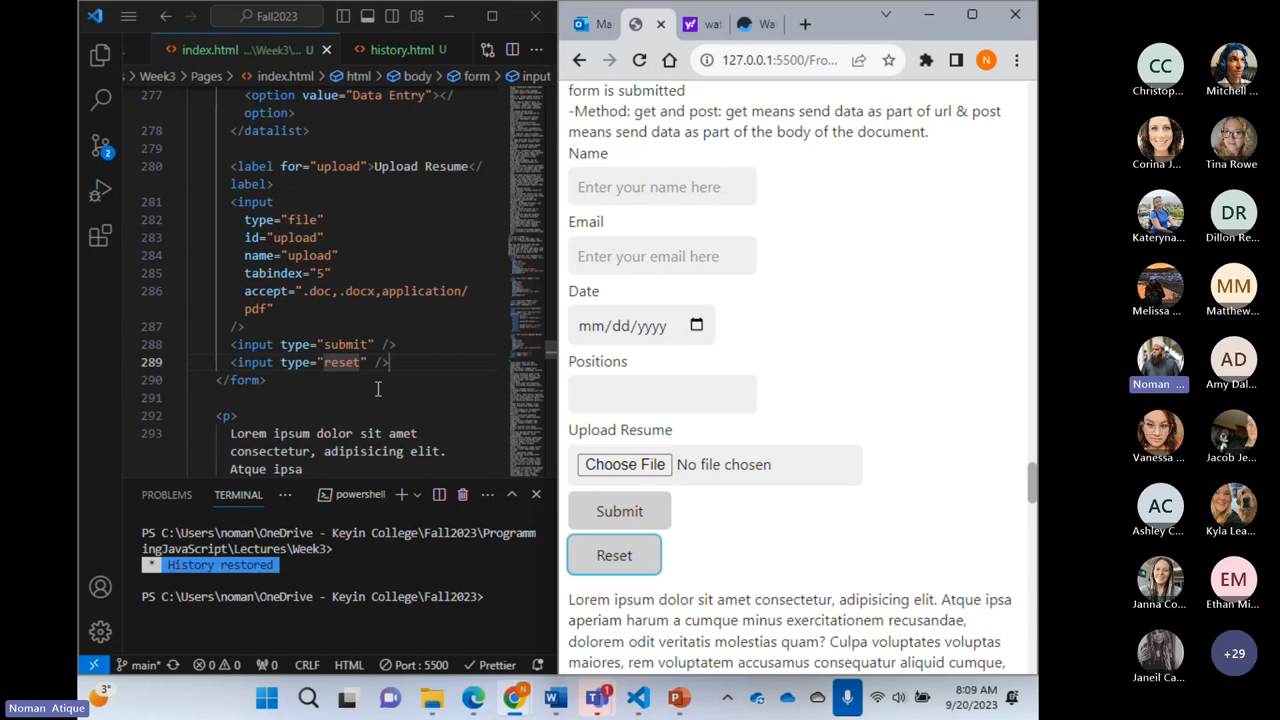 Fall2023
index.html ...\Week3\... U
history.html U
Week3 > Pages > index.html > html > body > form > input
277 <option value="Data Entry"></
option>
278 </datalist>
279
280 <label for="upload">Upload Resume</
label>
281 <input
282 type="file"
283 id="upload"
284 name="upload"
285 tabindex="5"
286 accept=".doc,.docx,application/
pdf"
287 />
288 <input type="submit" />
289 <input type="reset" />
290 </form>
291
292 <p>
293 Lorem ipsum dolor sit amet
consectetur, adipisicing elit.
Atque ipsa
2
PROBLEMS TERMINAL ... powershell
PS C:\Users\noman\OneDrive - Keyin College\Fall2023\Programm
ingJavaScript\Lectures\Week3>
* History restored
PS C:\Users\noman\OneDrive - Keyin College\Fall2023>
main* 0 0 0 CRLF HTML Port : 5500 Prettier
Ma
wat
Wa
127.0.0.1:5500/Fro...
N
form is submitted
-Method: get and post: get means send data as part of url & post
means send data as part of the body of the document.
Name
Enter your name here
Email
Enter your email here
Date
mm/dd/yyyy
Positions
Upload Resume
Choose File No file chosen
Submit
Reset
Lorem ipsum dolor sit amet consectetur, adipisicing elit. Atque ipsa
aperiam harum a cumque minus exercitationem recusandae,
dolorem odit veritatis molestias quam? Culpa voluptates voluptas
maiores, rem voluptatem accusamus consequatur aliquid cumque,
3°
1
8:09 AM
9/20/2023
Noman Atique
CC
Christop...
Mitchell ...
Corina J...
Tina Rowe
Kateryna...
DR
Dillon Re...
Melissa ...
MM
Matthew...
Noman ...
AD
Amy Dal...
Vanessa ...
Jacob Je...
AC
Ashley C...
Kyla Lea...
Janna Co...
EM
Ethan Mi...
Janeil Ca...
+29